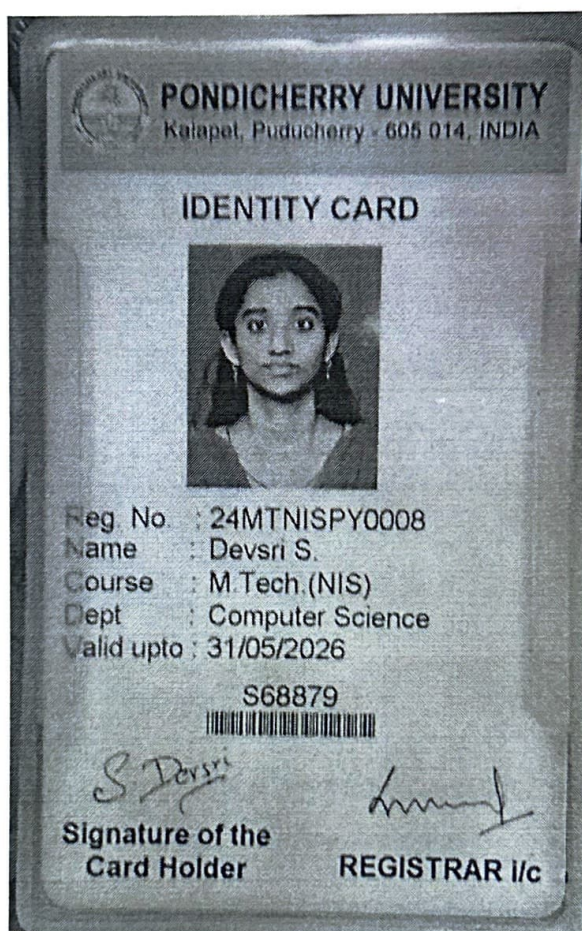 PONDICHERRY UNIVERSITY
Kalapet, Puducherry - 605 014, INDIA
IDENTITY CARD
Reg. No. : 24MTNISPY0008
Name : Devsri S.
Course : M.Tech.(NIS)
Dept : Computer Science
Valid upto : 31/05/2026
S68879
S. Devsri
Signature of the
Card Holder
REGISTRAR i/c